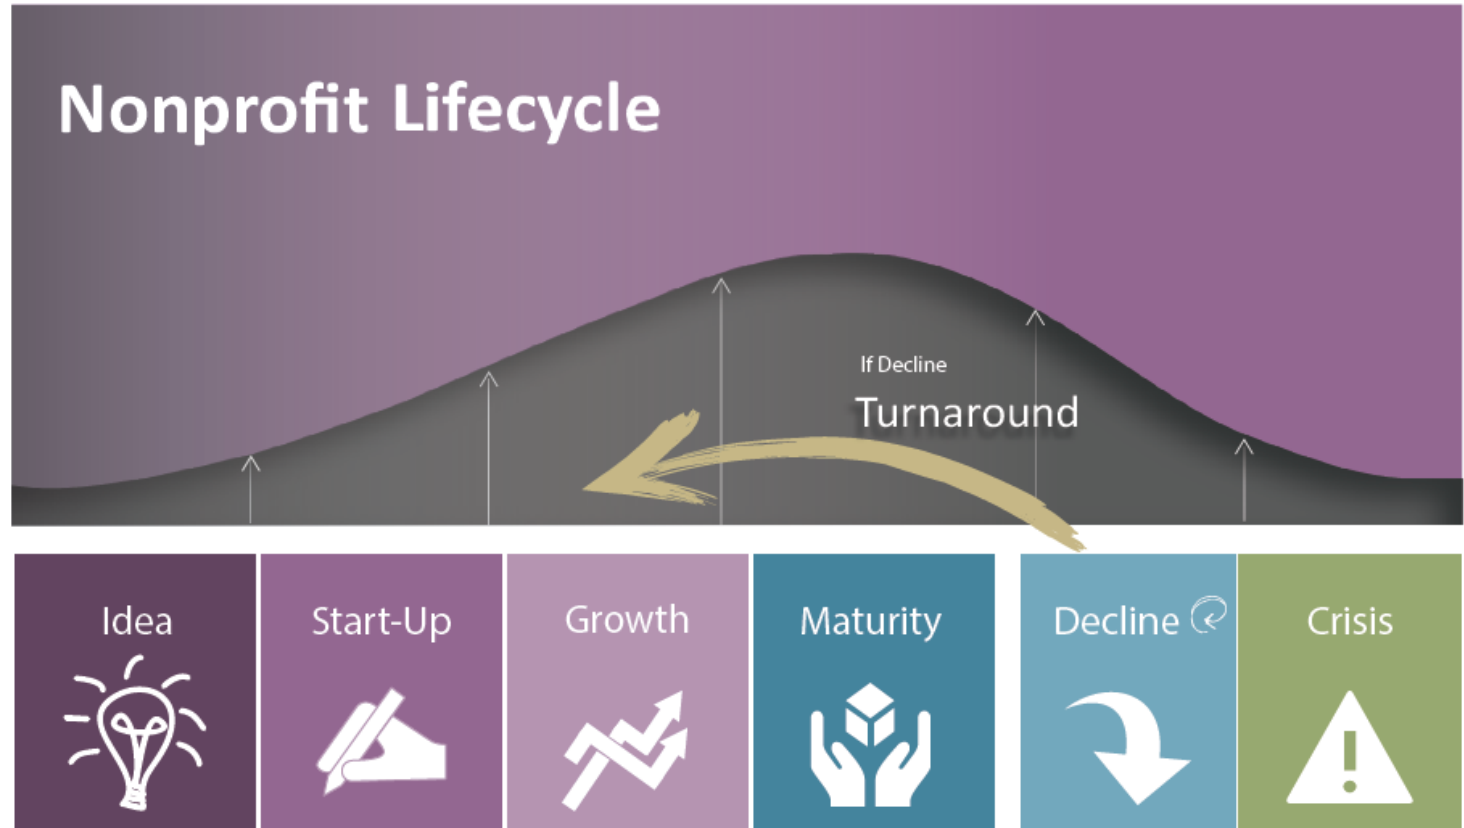 Nonprofit Lifecycle
If Decline
Turnaround
Idea
Start-Up
Growth
Maturity
Decline
Crisis